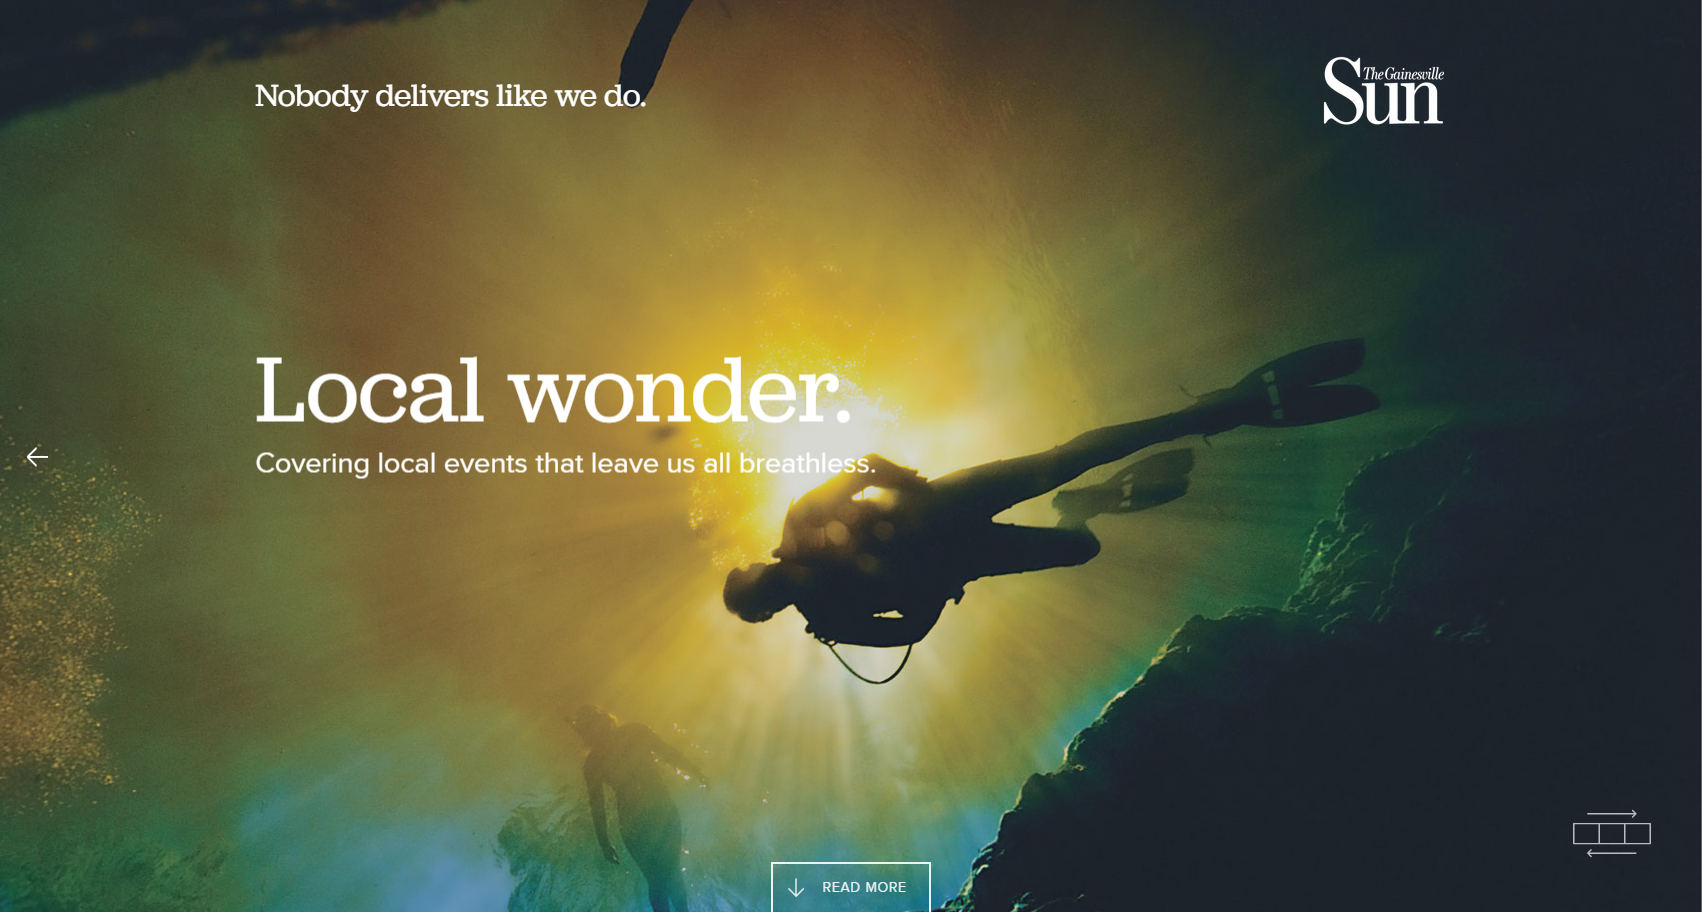 Nobody delivers like we do.
The Gainesville
Sun
Local wonder.
Covering local events that leave us all breathless.
READ MORE